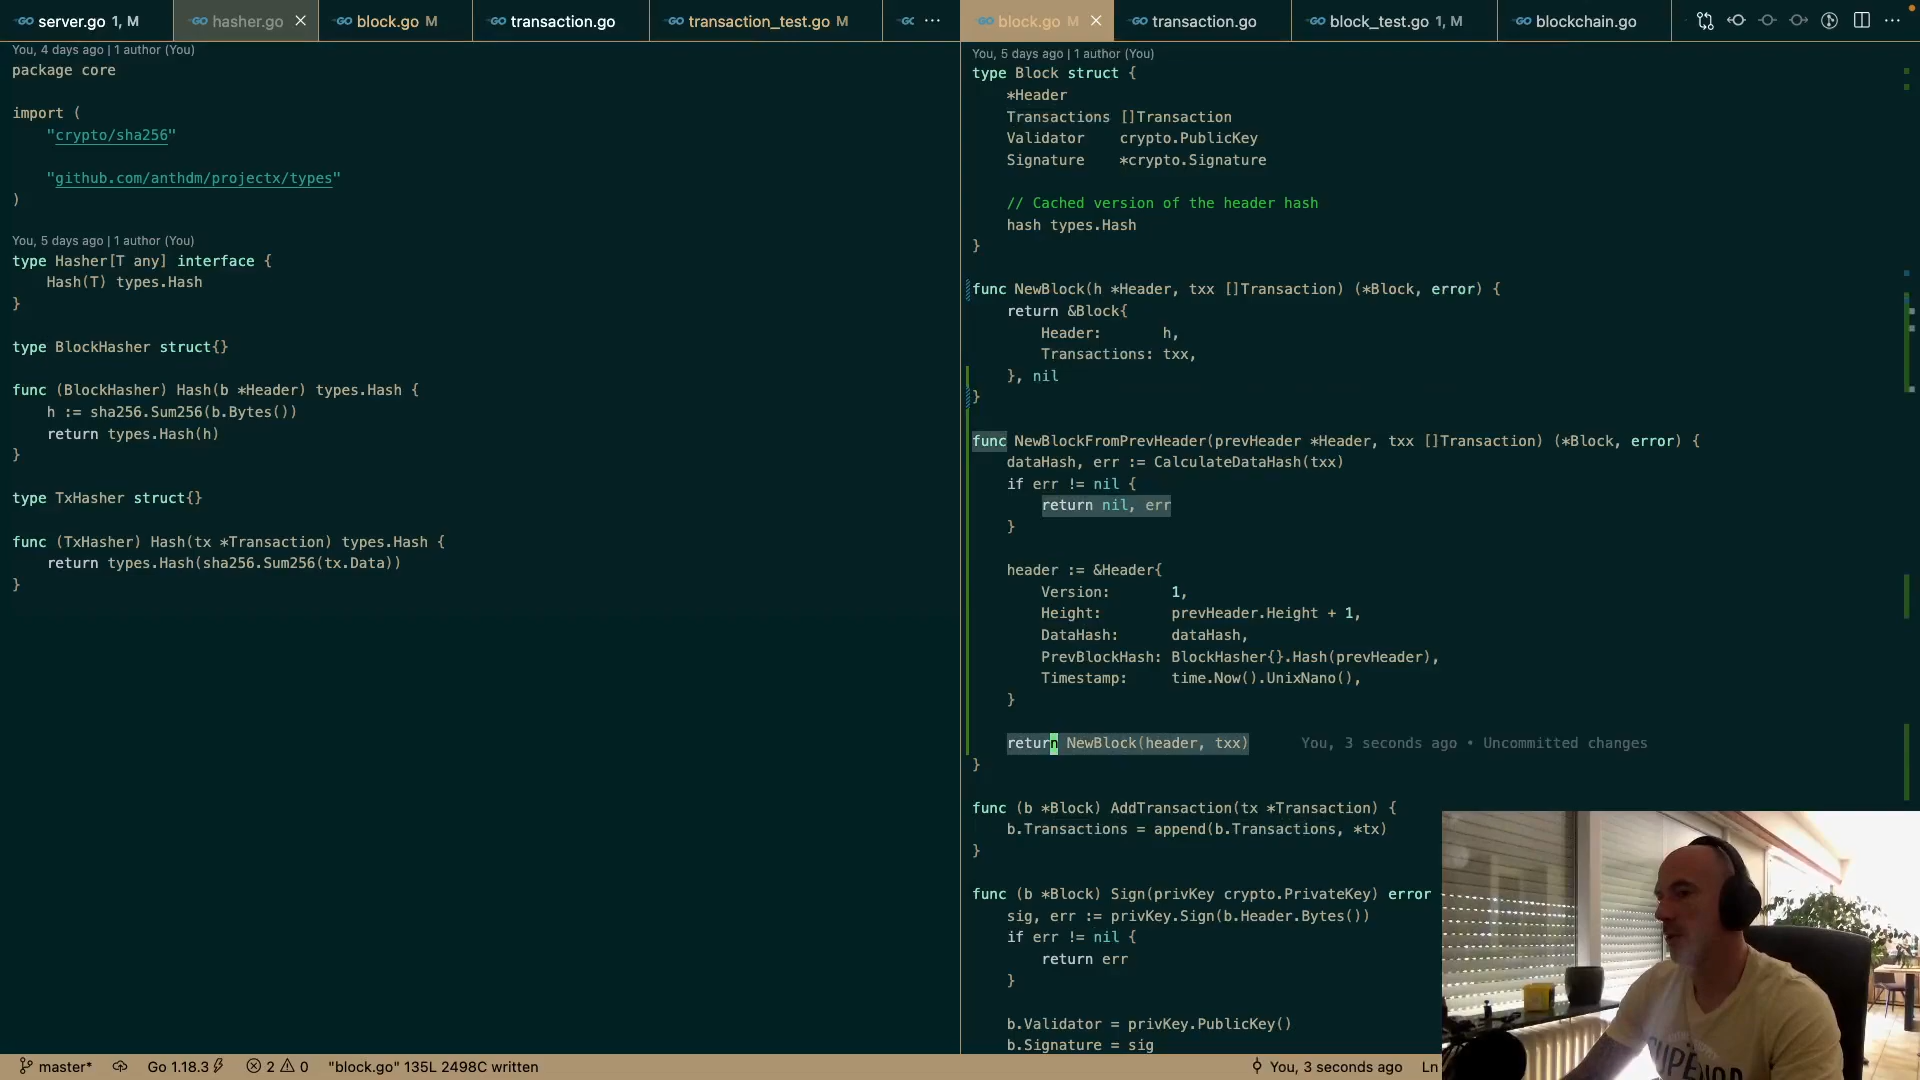 server.go 1, M
hasher.go
block.go M
transaction.go
transaction_test.go M
block.go M
transaction.go
block_test.go 1, M
blockchain.go
You, 4 days ago | 1 author (You)
package core
import (
"crypto/sha256"
"github.com/anthdm/projectx/types"
)
You, 5 days ago | 1 author (You)
type Hasher[T any] interface {
Hash(T) types.Hash
}
type BlockHasher struct{}
func (BlockHasher) Hash(b *Header) types.Hash {
h := sha256.Sum256(b.Bytes())
return types.Hash(h)
}
type TxHasher struct{}
func (TxHasher) Hash(tx *Transaction) types.Hash {
return types.Hash(sha256.Sum256(tx.Data))
}
You, 5 days ago | 1 author (You)
type Block struct {
*Header
Transactions []Transaction
Validator crypto.PublicKey
Signature *crypto.Signature
// Cached version of the header hash
hash types.Hash
}
func NewBlock(h *Header, txx []Transaction) (*Block, error) {
return &Block{
Header: h,
Transactions: txx,
}, nil
}
func NewBlockFromPrevHeader(prevHeader *Header, txx []Transaction) (*Block, error) {
dataHash, err := CalculateDataHash(txx)
if err != nil {
return nil, err
}
header := &Header{
Version: 1,
Height: prevHeader.Height + 1,
DataHash: dataHash,
PrevBlockHash: BlockHasher{}.Hash(prevHeader),
Timestamp: time.Now().UnixNano(),
}
return NewBlock(header, txx) You, 3 seconds ago • Uncommitted changes
}
func (b *Block) AddTransaction(tx *Transaction) {
b.Transactions = append(b.Transactions, *tx)
}
func (b *Block) Sign(privKey crypto.PrivateKey) error
sig, err := privKey.Sign(b.Header.Bytes())
if err != nil {
return err
}
b.Validator = privKey.PublicKey()
b.Signature = sig
master* Go 1.18.3 2 0 "block.go" 135L 2498C written You, 3 seconds ago Ln